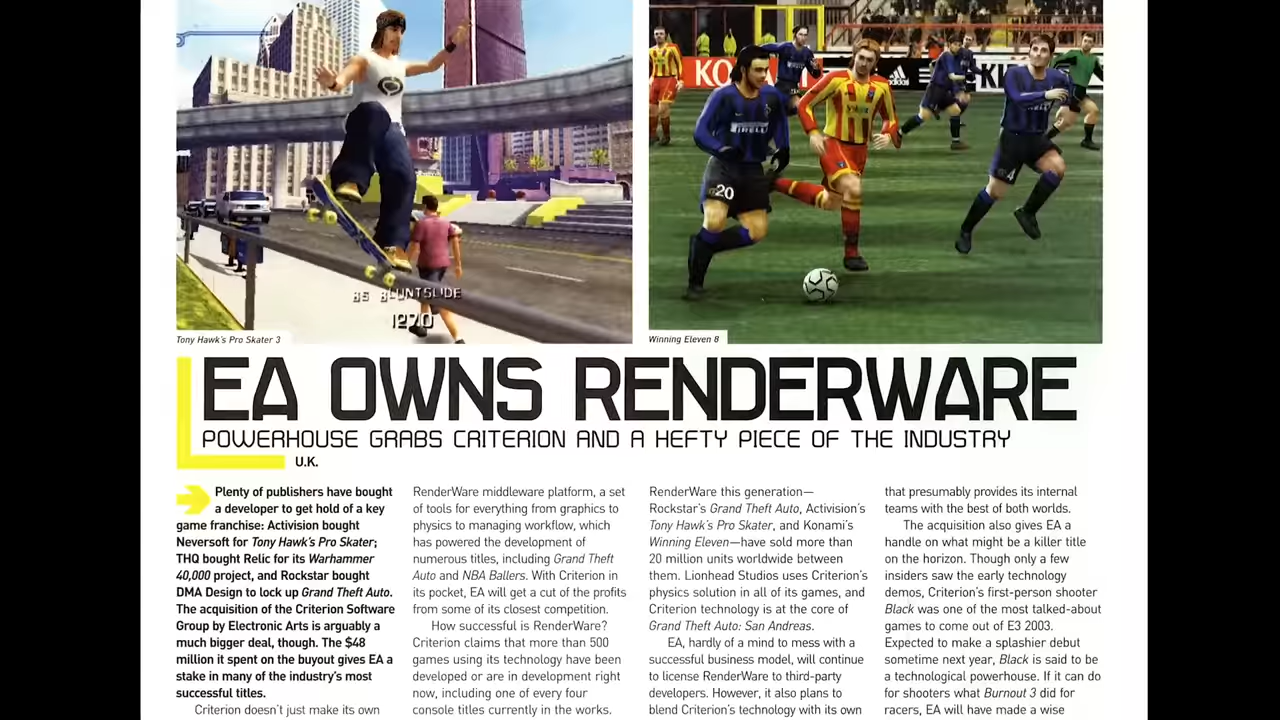 KO
adidas
K
PIRELLI
20
4
BS BLUNTSLIDE
1270
Tony Hawk's Pro Skater 3
Winning Eleven 8
EA OWNS RENDERWARE
POWERHOUSE GRABS CRITERION AND A HEFTY PIECE OF THE INDUSTRY
U.K.
Plenty of publishers have bought
a developer to get hold of a key
game franchise: Activision bought
Neversoft for Tony Hawk's Pro Skater;
THQ bought Relic for its Warhammer
40,000 project, and Rockstar bought
DMA Design to lock up Grand Theft Auto.
The acquisition of the Criterion Software
Group by Electronic Arts is arguably a
much bigger deal, though. The $48
million it spent on the buyout gives EA a
stake in many of the industry's most
successful titles.
Criterion doesn't just make its own
RenderWare middleware platform, a set
of tools for everything from graphics to
physics to managing workflow, which
has powered the development of
numerous titles, including Grand Theft
Auto and NBA Ballers. With Criterion in
its pocket, EA will get a cut of the profits
from some of its closest competition.
How successful is RenderWare?
Criterion claims that more than 500
games using its technology have been
developed or are in development right
now, including one of every four
console titles currently in the works.
RenderWare this generation—
Rockstar's Grand Theft Auto, Activision's
Tony Hawk's Pro Skater, and Konami's
Winning Eleven—have sold more than
20 million units worldwide between
them. Lionhead Studios uses Criterion's
physics solution in all of its games, and
Criterion technology is at the core of
Grand Theft Auto: San Andreas.
EA, hardly of a mind to mess with a
successful business model, will continue
to license RenderWare to third-party
developers. However, it also plans to
blend Criterion's technology with its own
that presumably provides its internal
teams with the best of both worlds.
The acquisition also gives EA a
handle on what might be a killer title
on the horizon. Though only a few
insiders saw the early technology
demos, Criterion's first-person shooter
Black was one of the most talked-about
games to come out of E3 2003.
Expected to make a splashier debut
sometime next year, Black is said to be
a technological powerhouse. If it can do
for shooters what Burnout 3 did for
racers, EA will have made a wise